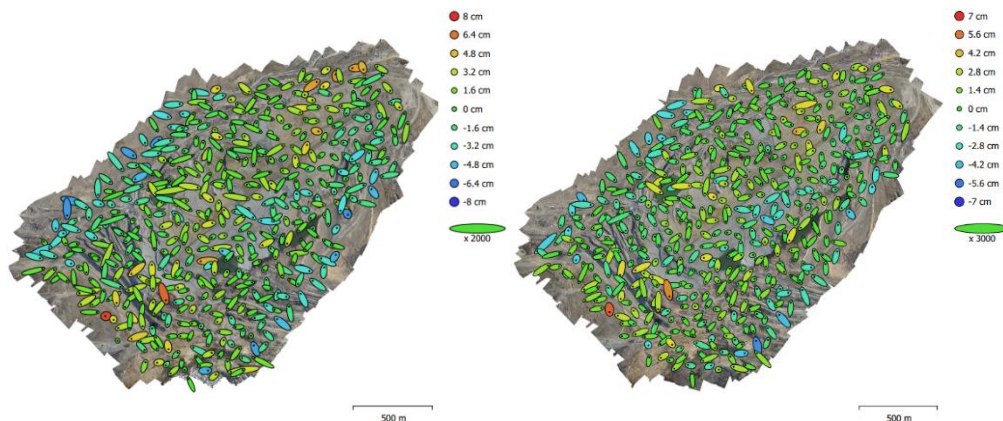 8 cm
6.4 cm
4.8 cm
3.2 cm
1.6 cm
0 cm
-1.6 cm
-3.2 cm
-4.8 cm
-6.4 cm
-8 cm
x 2000
500 m
7 cm
5.6 cm
4.2 cm
2.8 cm
1.4 cm
0 cm
-1.4 cm
-2.8 cm
-4.2 cm
-5.6 cm
-7 cm
x 3000
500 m